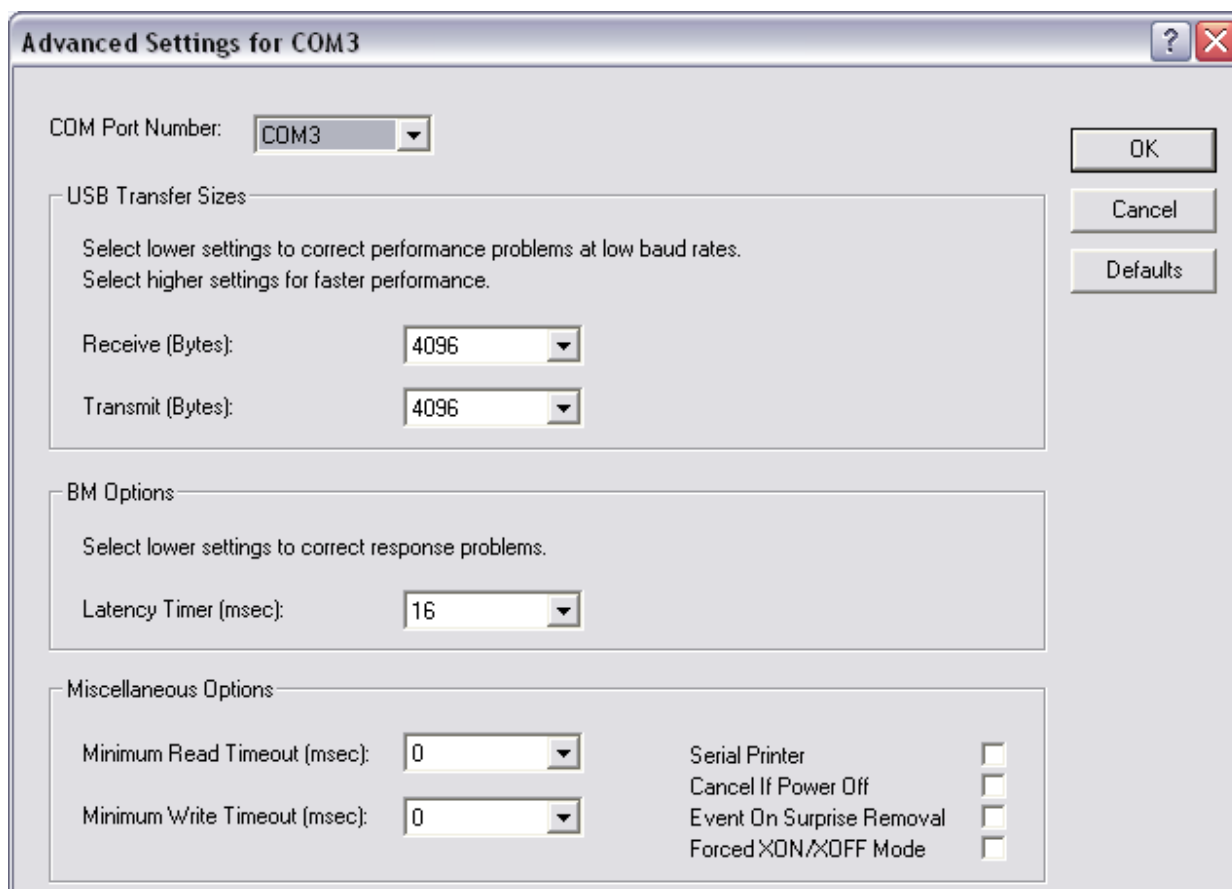 Advanced Settings for COM3
COM Port Number: COM3
OK
Cancel
Defaults
USB Transfer Sizes
Select lower settings to correct performance problems at low baud rates.
Select higher settings for faster performance.
Receive (Bytes): 4096
Transmit (Bytes): 4096
BM Options
Select lower settings to correct response problems.
Latency Timer (msec): 16
Miscellaneous Options
Minimum Read Timeout (msec): 0
Minimum Write Timeout (msec): 0
Serial Printer
Cancel If Power Off
Event On Surprise Removal
Forced XON/XOFF Mode